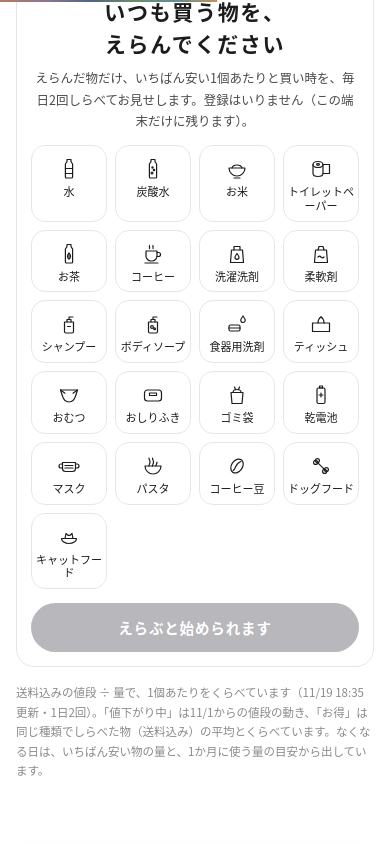 いつも買う物を、
えらんでください
えらんだ物だけ、いちばん安い1個あたりと買い時を、毎
日2回しらべてお見せします。登録はいりません（この端
末だけに残ります）。
水
炭酸水
お米
トイレットペ
ーパー
お茶
コーヒー
洗濯洗剤
柔軟剤
シャンプー
ボディソープ
食器用洗剤
ティッシュ
おむつ
おしりふき
ゴミ袋
乾電池
マスク
パスタ
コーヒー豆
ドッグフード
キャットフー
ド
えらぶと始められます
送料込みの値段 ÷ 量で、1個あたりをくらべています（11/19 18:35
更新・1日2回）。「値下がり中」は11/1からの値段の動き、「お得」は
同じ種類でしらべた物（送料込み）の平均とくらべています。なくな
る日は、いちばん安い物の量と、1か月に使う量の目安から出してい
ます。